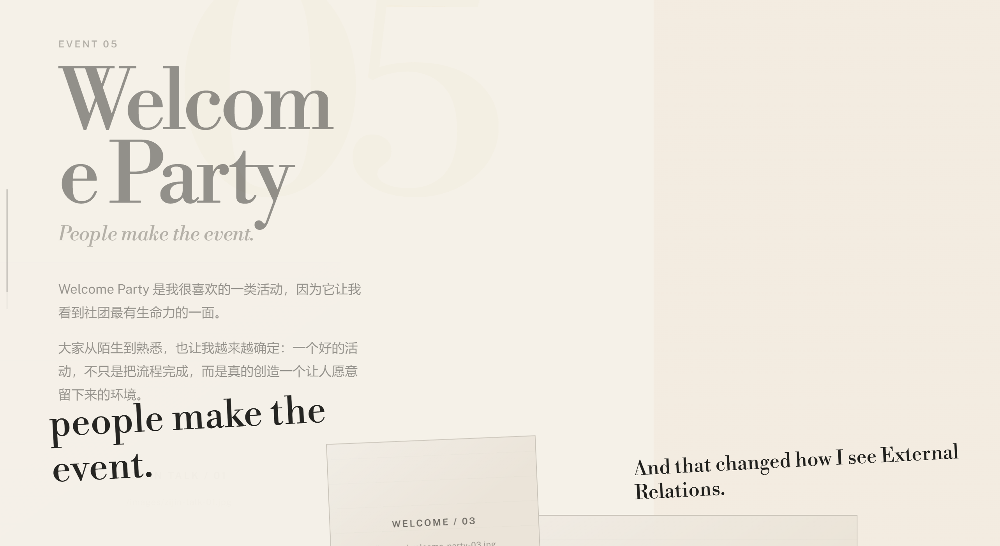 05
EVENT 05
Welcom
e Party
People make the event.
Welcome Party 是我很喜欢的一类活动，因为它让我
看到社团最有生命力的一面。
大家从陌生到熟悉，也让我越来越确定：一个好的活
动，不只是把流程完成，而是真的创造一个让人愿意
留下来的环境。
people make the
event.
N TALK / 01
And that changed how I see External
Relations.
WELCOME / 03
welcome-party-03.jpg